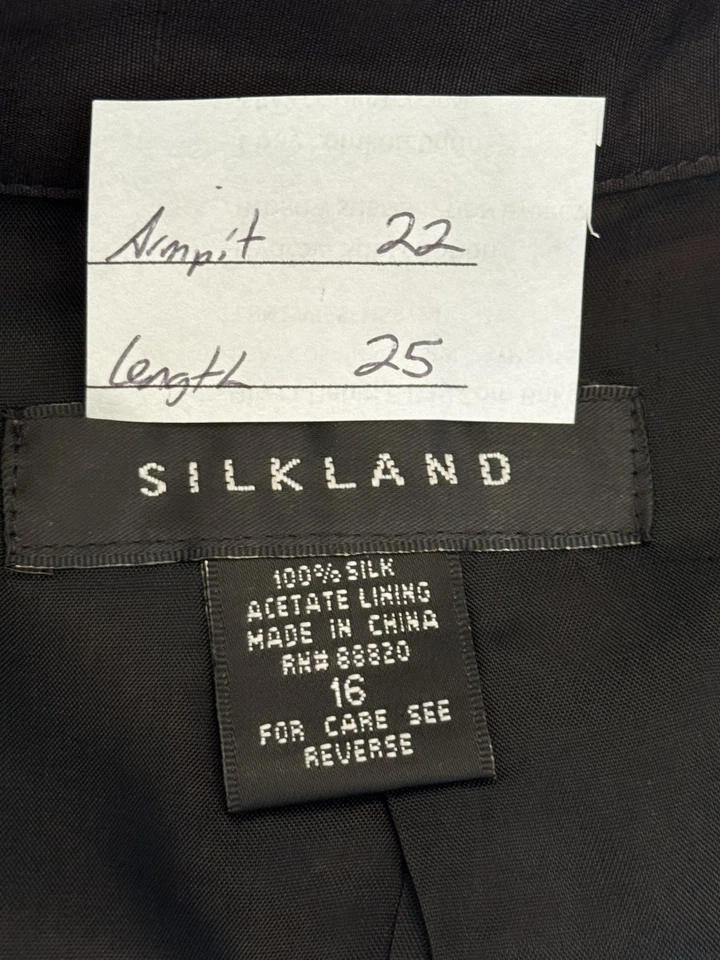 Armpit 22
Length 25
SILKLAND
100% SILK
ACETATE LINING
MADE IN CHINA
RN# 88820
16
FOR CARE SEE
REVERSE